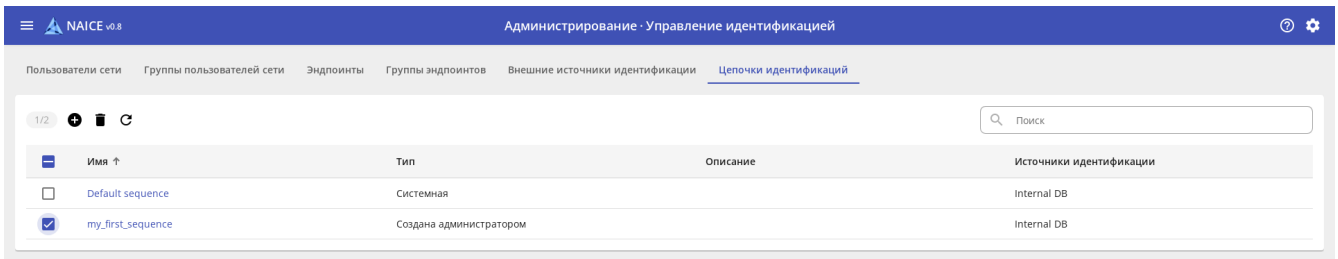 NAICE v0.8 Администрирование · Управление идентификацией
Пользователи сети Группы пользователей сети Эндпоинты Группы эндпоинтов Внешние источники идентификации Цепочки идентификаций
1/2 Поиск
Имя ↑ Тип Описание Источники идентификации
Default sequence Системная Internal DB
my_first_sequence Создана администратором Internal DB